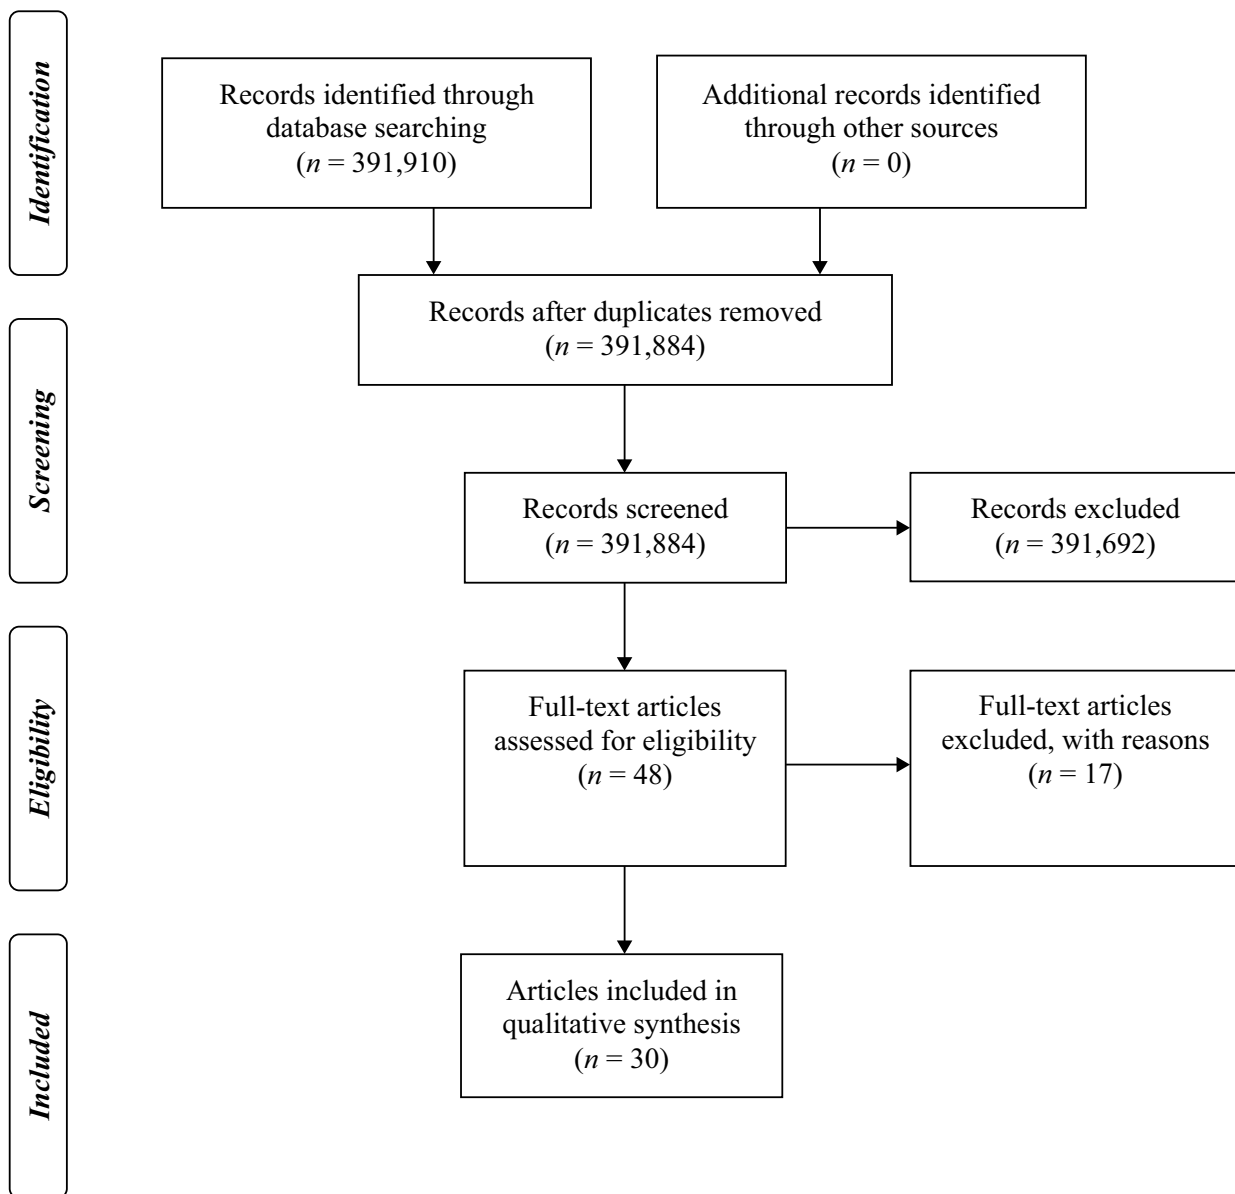 Identification
Records identified through
database searching
(n = 391,910)
Additional records identified
through other sources
(n = 0)
Records after duplicates removed
(n = 391,884)
Screening
Records screened
(n = 391,884)
Records excluded
(n = 391,692)
Eligibility
Full-text articles
assessed for eligibility
(n = 48)
Full-text articles
excluded, with reasons
(n = 17)
Included
Articles included in
qualitative synthesis
(n = 30)